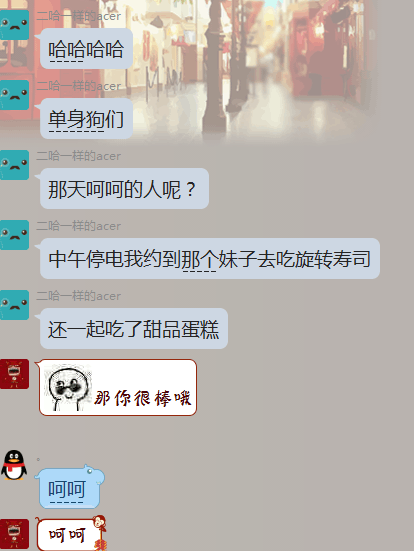 二哈一样的acer
哈哈哈哈
二哈一样的acer
单身狗们
二哈一样的acer
那天呵呵的人呢？
二哈一样的acer
中午停电我约到那个妹子去吃旋转寿司
二哈一样的acer
还一起吃了甜品蛋糕
那你很棒哦
呵呵
呵呵